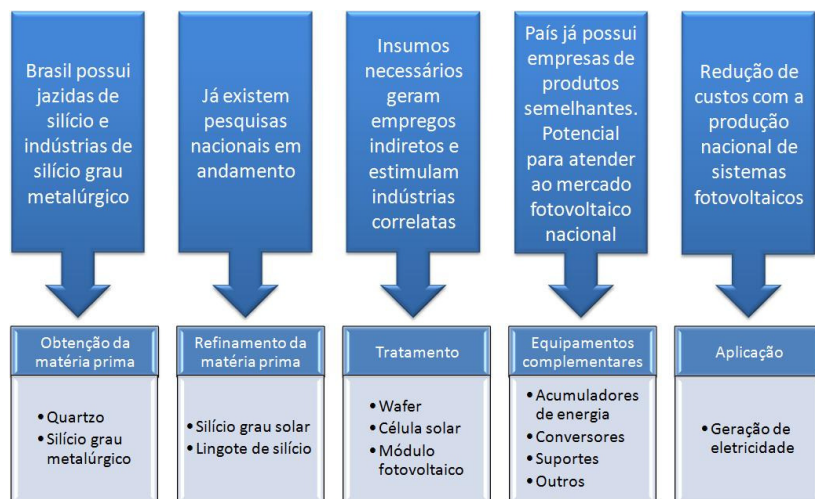 Brasil possui
jazidas de
silício e
indústrias de
silício grau
metalúrgico
Já existem
pesquisas
nacionais em
andamento
Insumos
necessários
geram
empregos
indiretos e
estimulam
indústrias
correlatas
País já possui
empresas de
produtos
semelhantes.
Potencial
para atender
ao mercado
fotovoltaico
nacional
Redução de
custos com a
produção
nacional de
sistemas
fotovoltaicos
Obtenção da
matéria prima
• Quartzo
• Silício grau
metalúrgico
Refinamento da
matéria prima
• Silício grau solar
• Lingote de silício
Tratamento
• Wafer
• Célula solar
• Módulo
fotovoltaico
Equipamentos
complementares
• Acumuladores
de energia
• Conversores
• Suportes
• Outros
Aplicação
• Geração de
eletricidade